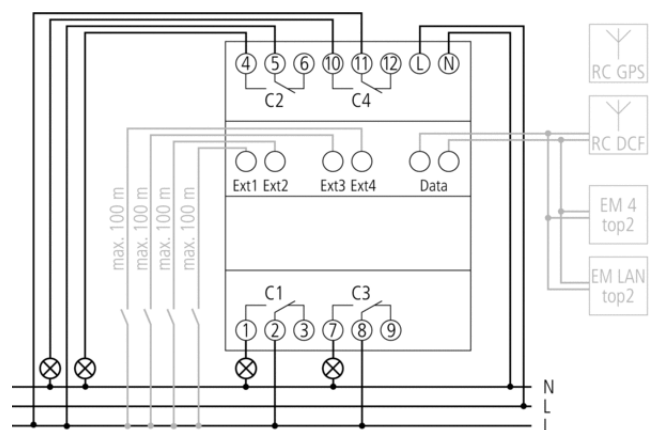 4 5 6 10 11 12 L N
C2 C4
RC GPS
RC DCF
Ext1 Ext2 Ext3 Ext4 Data
max. 100 m
max. 100 m
max. 100 m
max. 100 m
EM 4
top2
EM LAN
top2
C1 C3
1 2 3 7 8 9
N
L
L